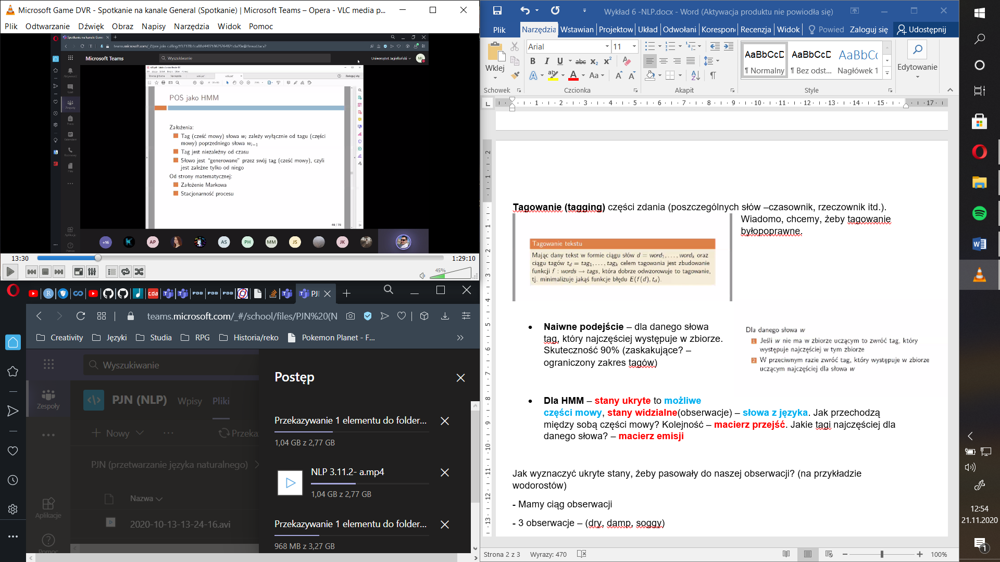 Microsoft Game DVR - Spotkanie na kanale General (Spotkanie) | Microsoft Teams – Opera - VLC media p...
Plik Odtwarzanie Dźwięk Obraz Napisy Narzędzia Widok Pomoc
Spotkanie na kanale Gene
Microsoft Teams
Wyszukiwanie
Uniwersytet Jagielloński
Zaloguj się
POS jako HMM
Założenia:
Tag (cześć mowy) słowa wᵢ zależy wyłącznie od tagu (części
mowy) poprzedniego słowa wᵢ₋₁
Tag jest niezależny od czasu
Słowo jest “generowane” przez swój tag (cześć mowy), czyli
jest zależne tylko od niego
Od strony matematycznej:
Założenie Markowa
Stacjonarność procesu
49 / 78
+16 K AP AS PH MM JS JK
13:30
1:29:10
45%
PJI
teams.microsoft.com/_#/school/files/PJN%20(N
Creativity Języki Studia RPG Historia/reko Pokemon Planet - F...
Wyszukiwanie
Zespoły
PJN (NLP) Wpisy Pliki
Nowy
Przeka
PJN (przetwarzanie języka naturalnego)
Nazwa
Aplikacje
2020-10-13-13-24-16.avi
Pomoc
Postęp
Przekazywanie 1 elementu do folder...
1,04 GB z 2,77 GB
NLP 3.11.2- a.mp4
1,04 GB z 2,77 GB
Przekazywanie 1 elementu do folder...
968 MB z 3,27 GB
Wykład 6 -NLP.docx - Word (Aktywacja produktu nie powiodła się)
Plik Narzędzia Wstawian Projektow Układ Odwołani Korespon Recenzja Widok Powied Zaloguj się Udostępnij
Wklej
Arial 11
AaBbCcD AaBbCcD AaBbCc
¶ Normalny ¶ Bez odst... Nagłówek 1
Edytowanie
Schowek Czcionka Akapit Style
Tagowanie (tagging) części zdania (poszczególnych słów –czasownik, rzeczownik itd.).
Wiadomo, chcemy, żeby tagowanie
byłopoprawne.
Tagowanie tekstu
Mając dany tekst w formie ciągu słów d = word₁, . . . , wordₖ oraz
ciągu tagów t_d = tag₁, . . . , tagₖ celem tagowania jest zbudowanie
funkcji f : words → tags, która dobrze odwzorowuje to tagowanie,
tj. minimalizuje jakąś funkcje błędu E(f(d), t_d).
• Naiwne podejście – dla danego słowa
tag, który najczęściej występuje w zbiorze.
Skuteczność 90% (zaskakujące? –
ograniczony zakres tagów)
Dla danego słowa w
1 Jeśli w nie ma w zbiorze uczącym to zwróć tag, który
występuje najczęściej w tym zbiorze
2 W przeciwnym razie zwróć tag, który występuje w zbiorze
uczącym najczęściej dla słowa w
• Dla HMM – stany ukryte to możliwe
części mowy, stany widzialne(obserwacje) – słowa z języka. Jak przechodzą
między sobą części mowy? Kolejność – macierz przejść. Jakie tagi najczęściej dla
danego słowa? – macierz emisji
Jak wyznaczyć ukryte stany, żeby pasowały do naszej obserwacji? (na przykładzie
wodorostów)
- Mamy ciąg obserwacji
- 3 obserwacje – (dry, damp, soggy)
Strona 2 z 3 Wyrazy: 470
100%
12:54
21.11.2020
1